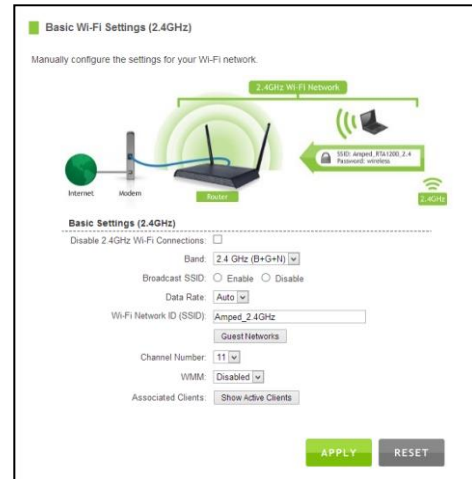 Basic Wi-Fi Settings (2.4GHz)
Manually configure the settings for your Wi-Fi network.
2.4GHz Wi-Fi Network
SSID: Amped_RTA1200_2.4
Password: wireless
Internet
Modem
Router
2.4GHz
Basic Settings (2.4GHz)
Disable 2.4GHz Wi-Fi Connections:
Band: 2.4 GHz (B+G+N)
Broadcast SSID: Enable Disable
Data Rate: Auto
Wi-Fi Network ID (SSID): Amped_2.4GHz
Guest Networks
Channel Number: 11
WMM: Disabled
Associated Clients: Show Active Clients
APPLY RESET